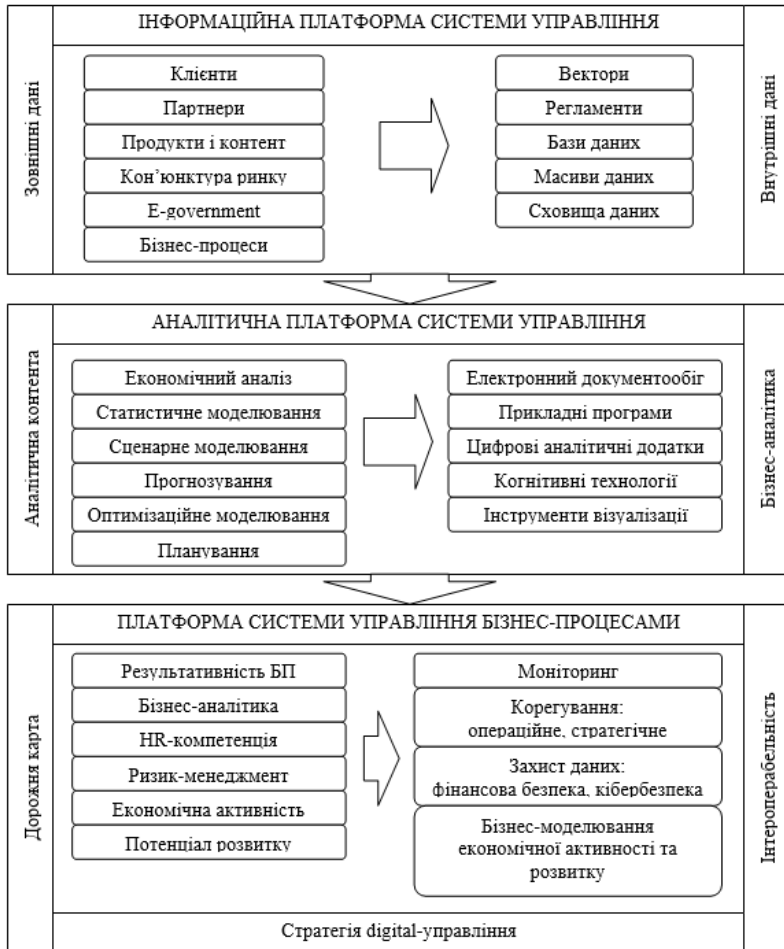 ІНФОРМАЦІЙНА ПЛАТФОРМА СИСТЕМИ УПРАВЛІННЯ
Зовнішні дані
Клієнти
Партнери
Продукти і контент
Кон’юнктура ринку
E-government
Бізнес-процеси
Вектори
Регламенти
Бази даних
Масиви даних
Сховища даних
Внутрішні дані
АНАЛІТИЧНА ПЛАТФОРМА СИСТЕМИ УПРАВЛІННЯ
Аналітична контента
Економічний аналіз
Статистичне моделювання
Сценарне моделювання
Прогнозування
Оптимізаційне моделювання
Планування
Електронний документообіг
Прикладні програми
Цифрові аналітичні додатки
Когнітивні технології
Інструменти візуалізації
Бізнес-аналітика
ПЛАТФОРМА СИСТЕМИ УПРАВЛІННЯ БІЗНЕС-ПРОЦЕСАМИ
Дорожня карта
Результативність БП
Бізнес-аналітика
HR-компетенція
Ризик-менеджмент
Економічна активність
Потенціал розвитку
Моніторинг
Корегування:
операційне, стратегічне
Захист даних:
фінансова безпека, кібербезпека
Бізнес-моделювання
економічної активності та
розвитку
Інтероперабельність
Стратегія digital-управління